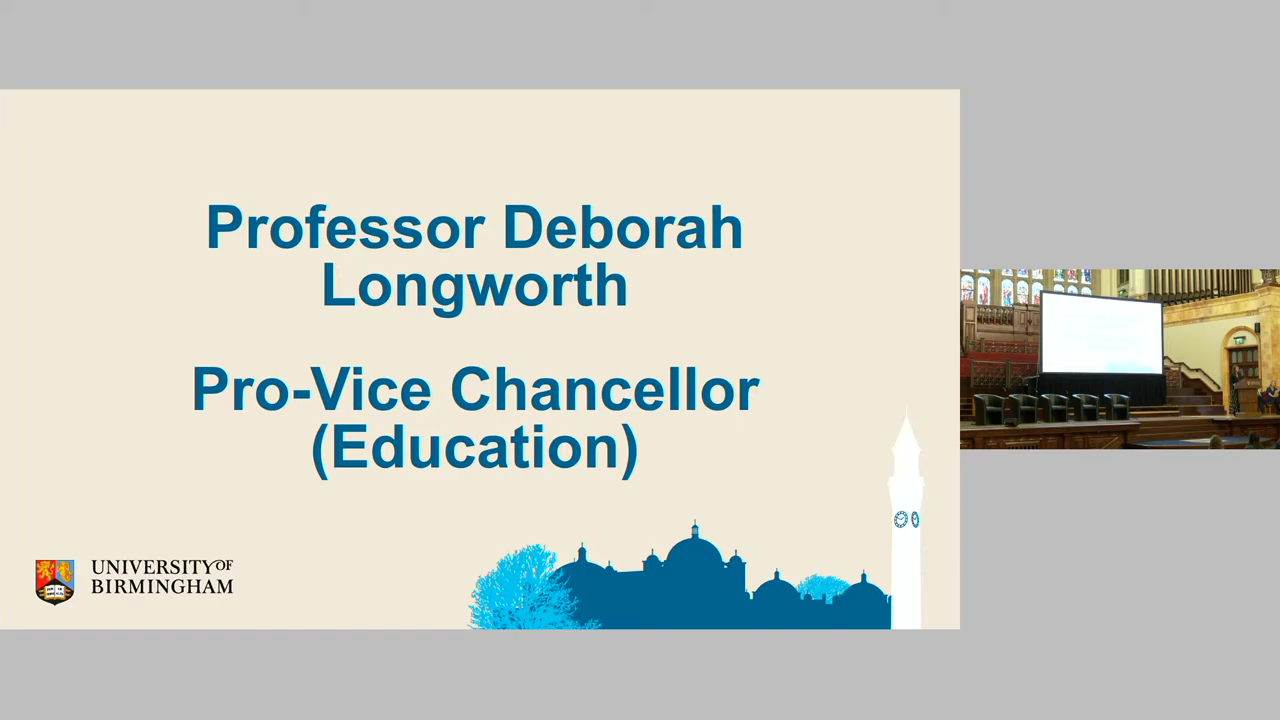 Professor Deborah
Longworth
Pro-Vice Chancellor
(Education)
UNIVERSITY OF
BIRMINGHAM